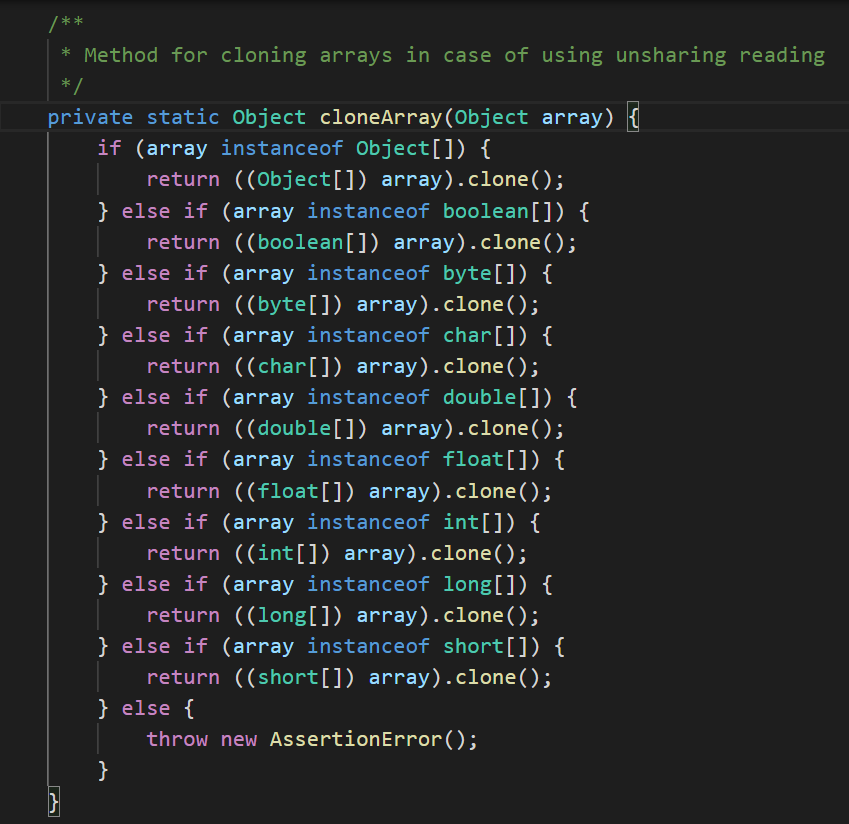 /**
 * Method for cloning arrays in case of using unsharing reading
 */
private static Object cloneArray(Object array) {
    if (array instanceof Object[]) {
        return ((Object[]) array).clone();
    } else if (array instanceof boolean[]) {
        return ((boolean[]) array).clone();
    } else if (array instanceof byte[]) {
        return ((byte[]) array).clone();
    } else if (array instanceof char[]) {
        return ((char[]) array).clone();
    } else if (array instanceof double[]) {
        return ((double[]) array).clone();
    } else if (array instanceof float[]) {
        return ((float[]) array).clone();
    } else if (array instanceof int[]) {
        return ((int[]) array).clone();
    } else if (array instanceof long[]) {
        return ((long[]) array).clone();
    } else if (array instanceof short[]) {
        return ((short[]) array).clone();
    } else {
        throw new AssertionError();
    }
}